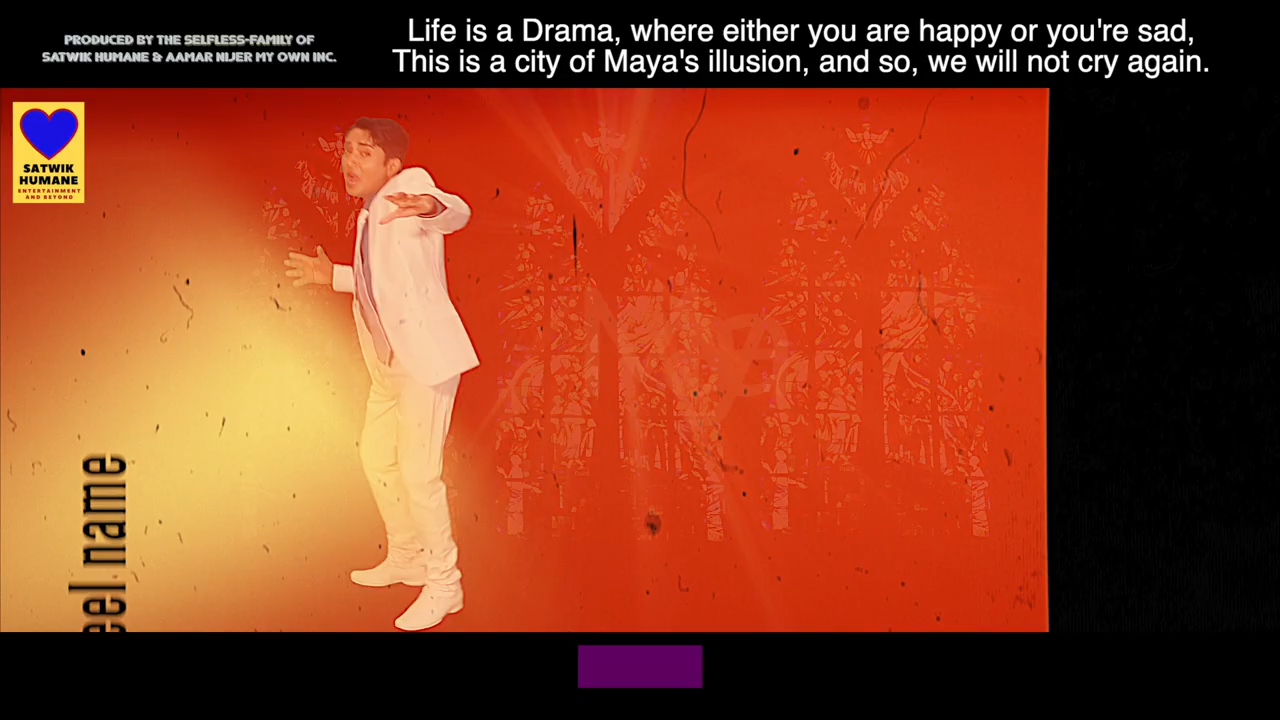 PRODUCED BY THE SELFLESS-FAMILY OF
SATWIK HUMANE & AAMAR NIJER MY OWN INC.
Life is a Drama, where either you are happy or you're sad,
This is a city of Maya's illusion, and so, we will not cry again.
SATWIK
HUMANE
ENTERTAINMENT
AND BEYOND
eel name